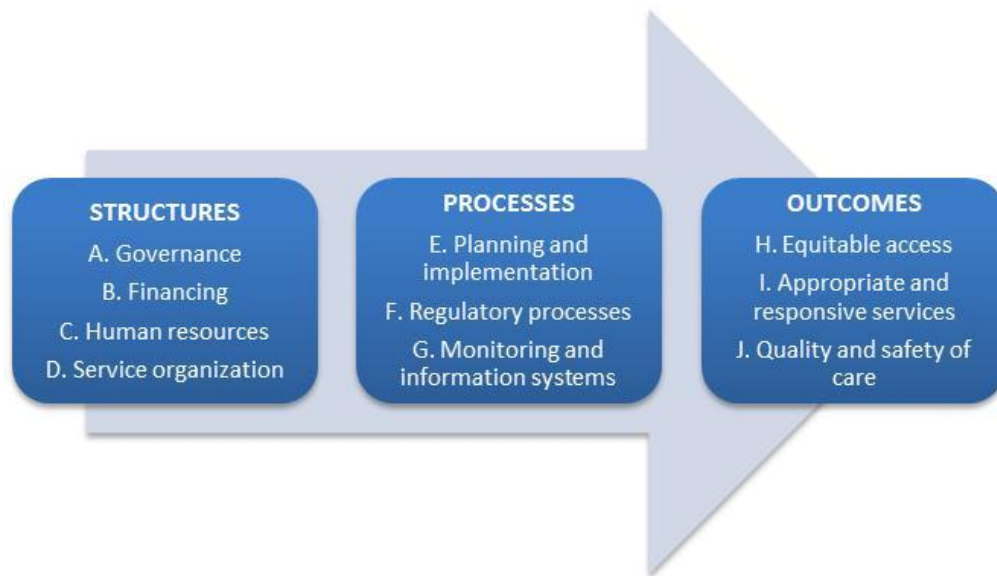 STRUCTURES
A. Governance
B. Financing
C. Human resources
D. Service organization
PROCESSES
E. Planning and
implementation
F. Regulatory processes
G. Monitoring and
information systems
OUTCOMES
H. Equitable access
I. Appropriate and
responsive services
J. Quality and safety of
care